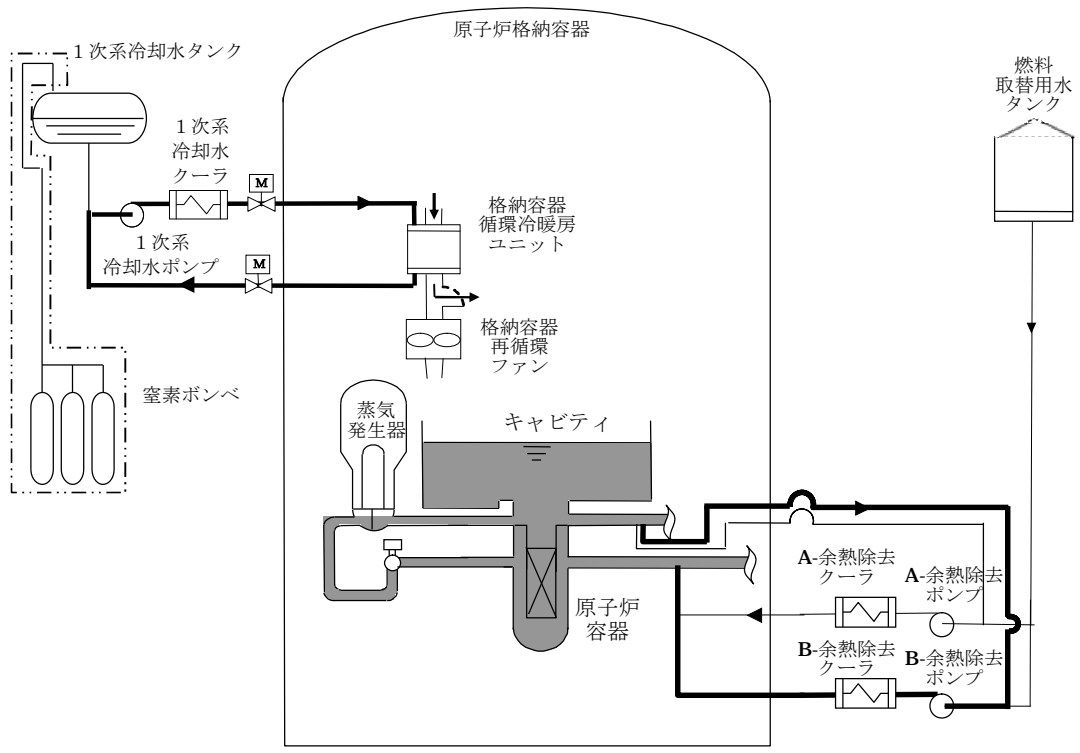 原子炉格納容器
１次系冷却水タンク
燃料
取替用水
タンク
１次系
冷却水
クーラ
M
格納容器
循環冷暖房
ユニット
１次系
冷却水ポンプ
M
格納容器
再循環
ファン
窒素ボンベ
蒸気
発生器
キャビティ
A-余熱除去
クーラ
A-余熱除去
ポンプ
原子炉
容器
B-余熱除去
クーラ
B-余熱除去
ポンプ